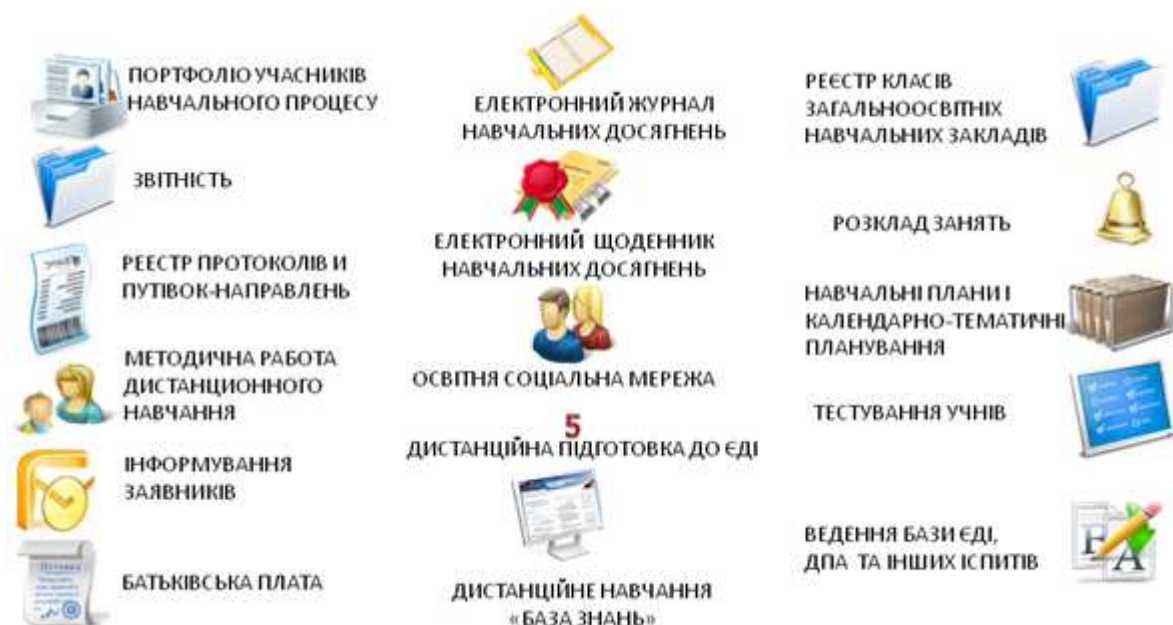 ПОРТФОЛІО УЧАСНИКІВ
НАВЧАЛЬНОГО ПРОЦЕСУ
ЗВІТНІСТЬ
РЕЕСТР ПРОТОКОЛІВ И
ПУТІВОК-НАПРАВЛЕНЬ
МЕТОДИЧНА РАБОТА
ДИСТАНЦИОННОГО
НАВЧАННЯ
ІНФОРМУВАННЯ
ЗАЯВНИКІВ
БАТЬКІВСЬКА ПЛАТА
ЕЛЕКТРОННИЙ ЖУРНАЛ
НАВЧАЛЬНИХ ДОСЯГНЕНЬ
ЕЛЕКТРОННИЙ ЩОДЕННИК
НАВЧАЛЬНИХ ДОСЯГНЕНЬ
ОСВІТНЯ СОЦІАЛЬНА МЕРЕЖА
5
ДИСТАНЦІЙНА ПІДГОТОВКА ДО ЄДІ
ДИСТАНЦІЙНЕ НАВЧАННЯ
«БАЗА ЗНАНЬ»
РЕЄСТР КЛАСІВ
ЗАГАЛЬНООСВІТНІХ
НАВЧАЛЬНИХ ЗАКЛАДІВ
РОЗКЛАД ЗАНЯТЬ
НАВЧАЛЬНІ ПЛАНИ І
КАЛЕНДАРНО-ТЕМАТИЧНІ
ПЛАНУВАННЯ
ТЕСТУВАННЯ УЧНІВ
ВЕДЕННЯ БАЗИ ЄДІ,
ДПА ТА ІНШИХ ІСПИТІВ
F A